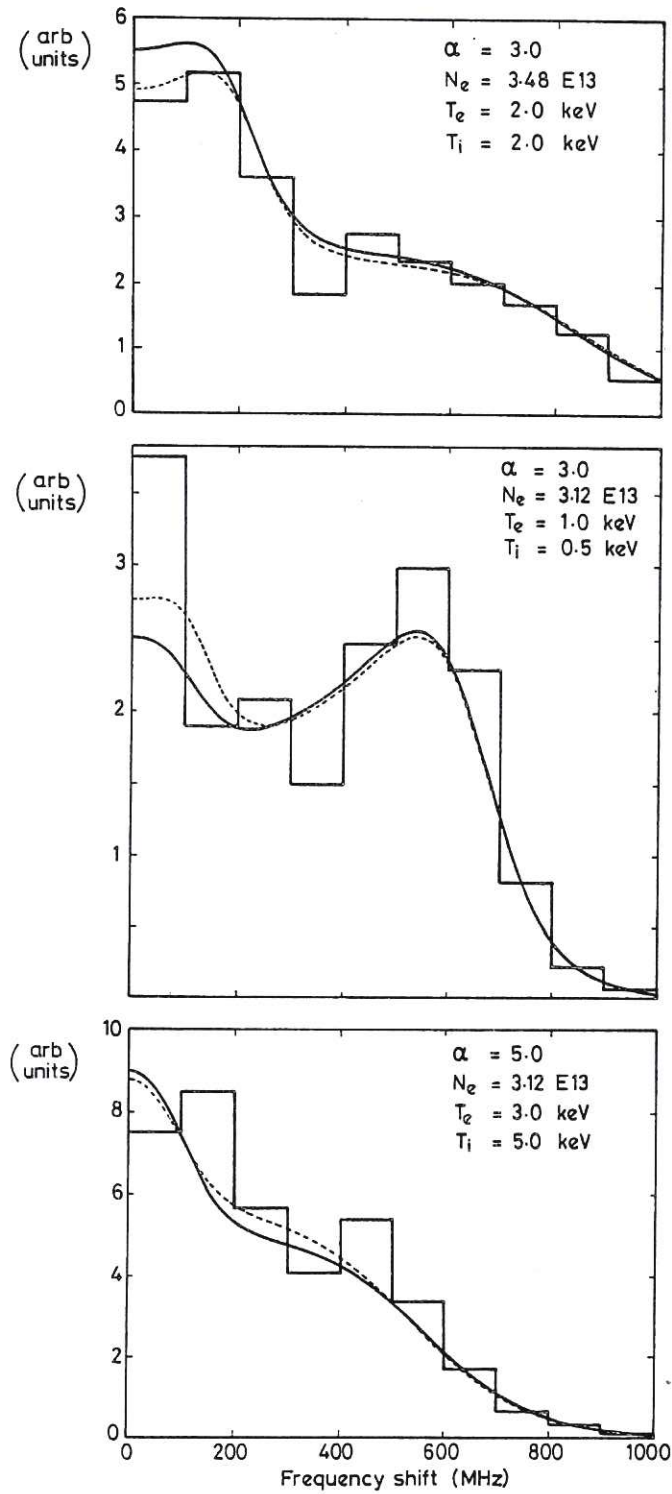 (arb units)
6
5
4
3
2
1
0
α = 3.0
Ne = 3.48 E13
Te = 2.0 keV
Ti = 2.0 keV
(arb units)
3
2
1
α = 3.0
Ne = 3.12 E13
Te = 1.0 keV
Ti = 0.5 keV
(arb units)
10
8
6
4
2
0
α = 5.0
Ne = 3.12 E13
Te = 3.0 keV
Ti = 5.0 keV
0 200 400 600 800 1000
Frequency shift (MHz)